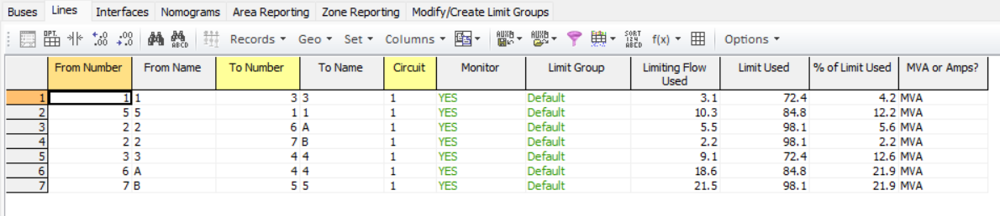 Buses Lines Interfaces Nomograms Area Reporting Zone Reporting Modify/Create Limit Groups
Records Geo Set Columns f(x) Options
From Number From Name To Number To Name Circuit Monitor Limit Group Limiting Flow Used Limit Used % of Limit Used MVA or Amps?
1 1 1 3 3 1 YES Default 3.1 72.4 4.2 MVA
2 5 5 1 1 1 YES Default 10.3 84.8 12.2 MVA
3 2 2 6 A 1 YES Default 5.5 98.1 5.6 MVA
4 2 2 7 B 1 YES Default 2.2 98.1 2.2 MVA
5 3 3 4 4 1 YES Default 9.1 72.4 12.6 MVA
6 6 A 4 4 1 YES Default 18.6 84.8 21.9 MVA
7 7 B 5 5 1 YES Default 21.5 98.1 21.9 MVA